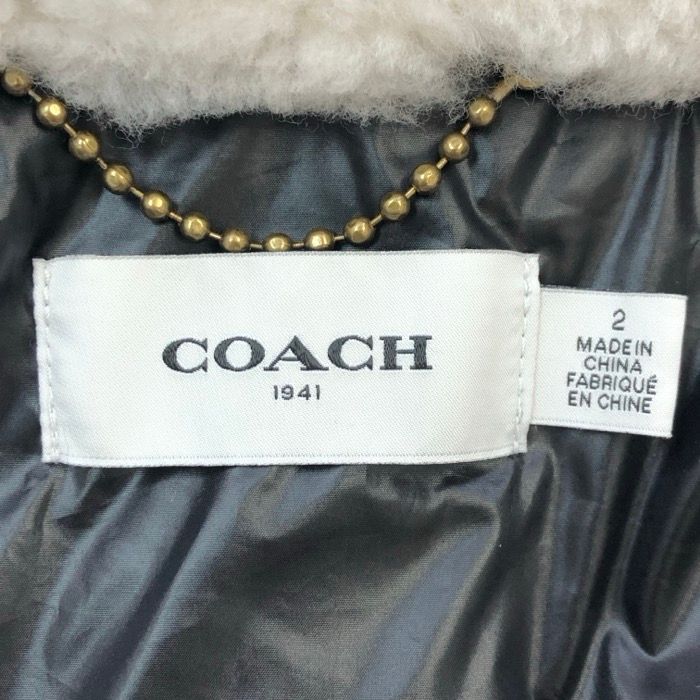 COACH
1941
2
MADE IN
CHINA
FABRIQUÉ
EN CHINE